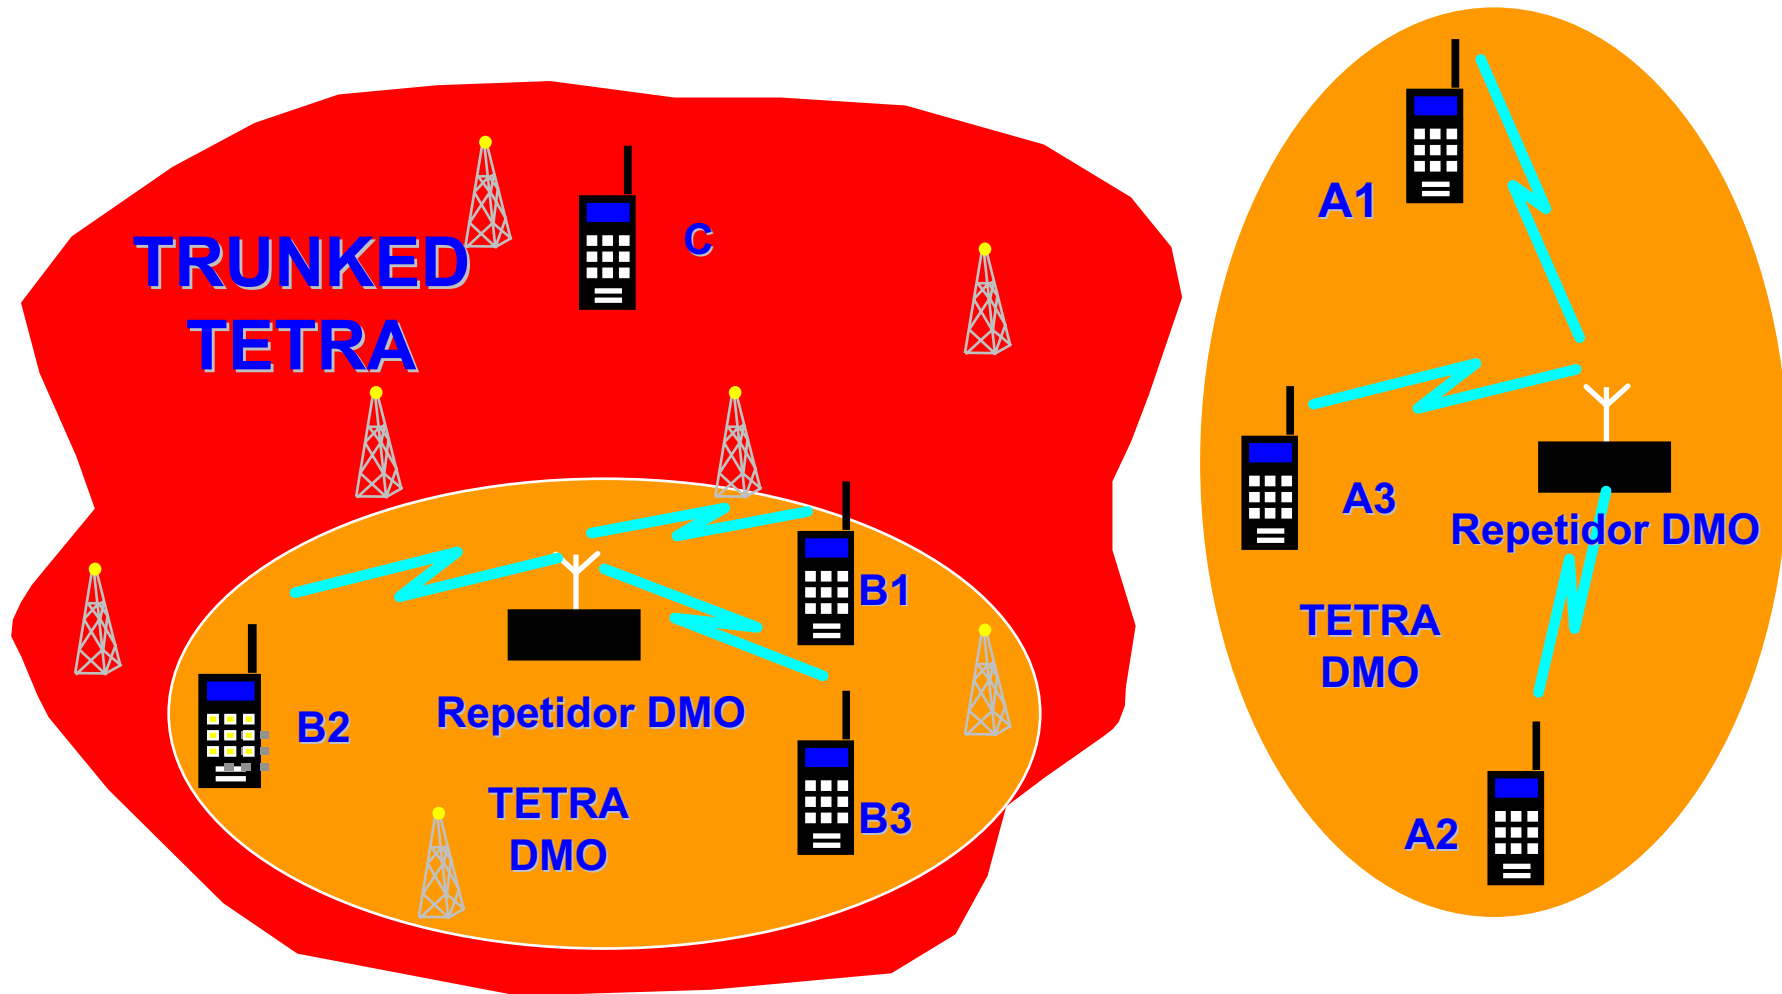 TRUNKED
TETRA
C
B1
B2
Repetidor DMO
B3
TETRA
DMO
A1
A3
Repetidor DMO
TETRA
DMO
A2